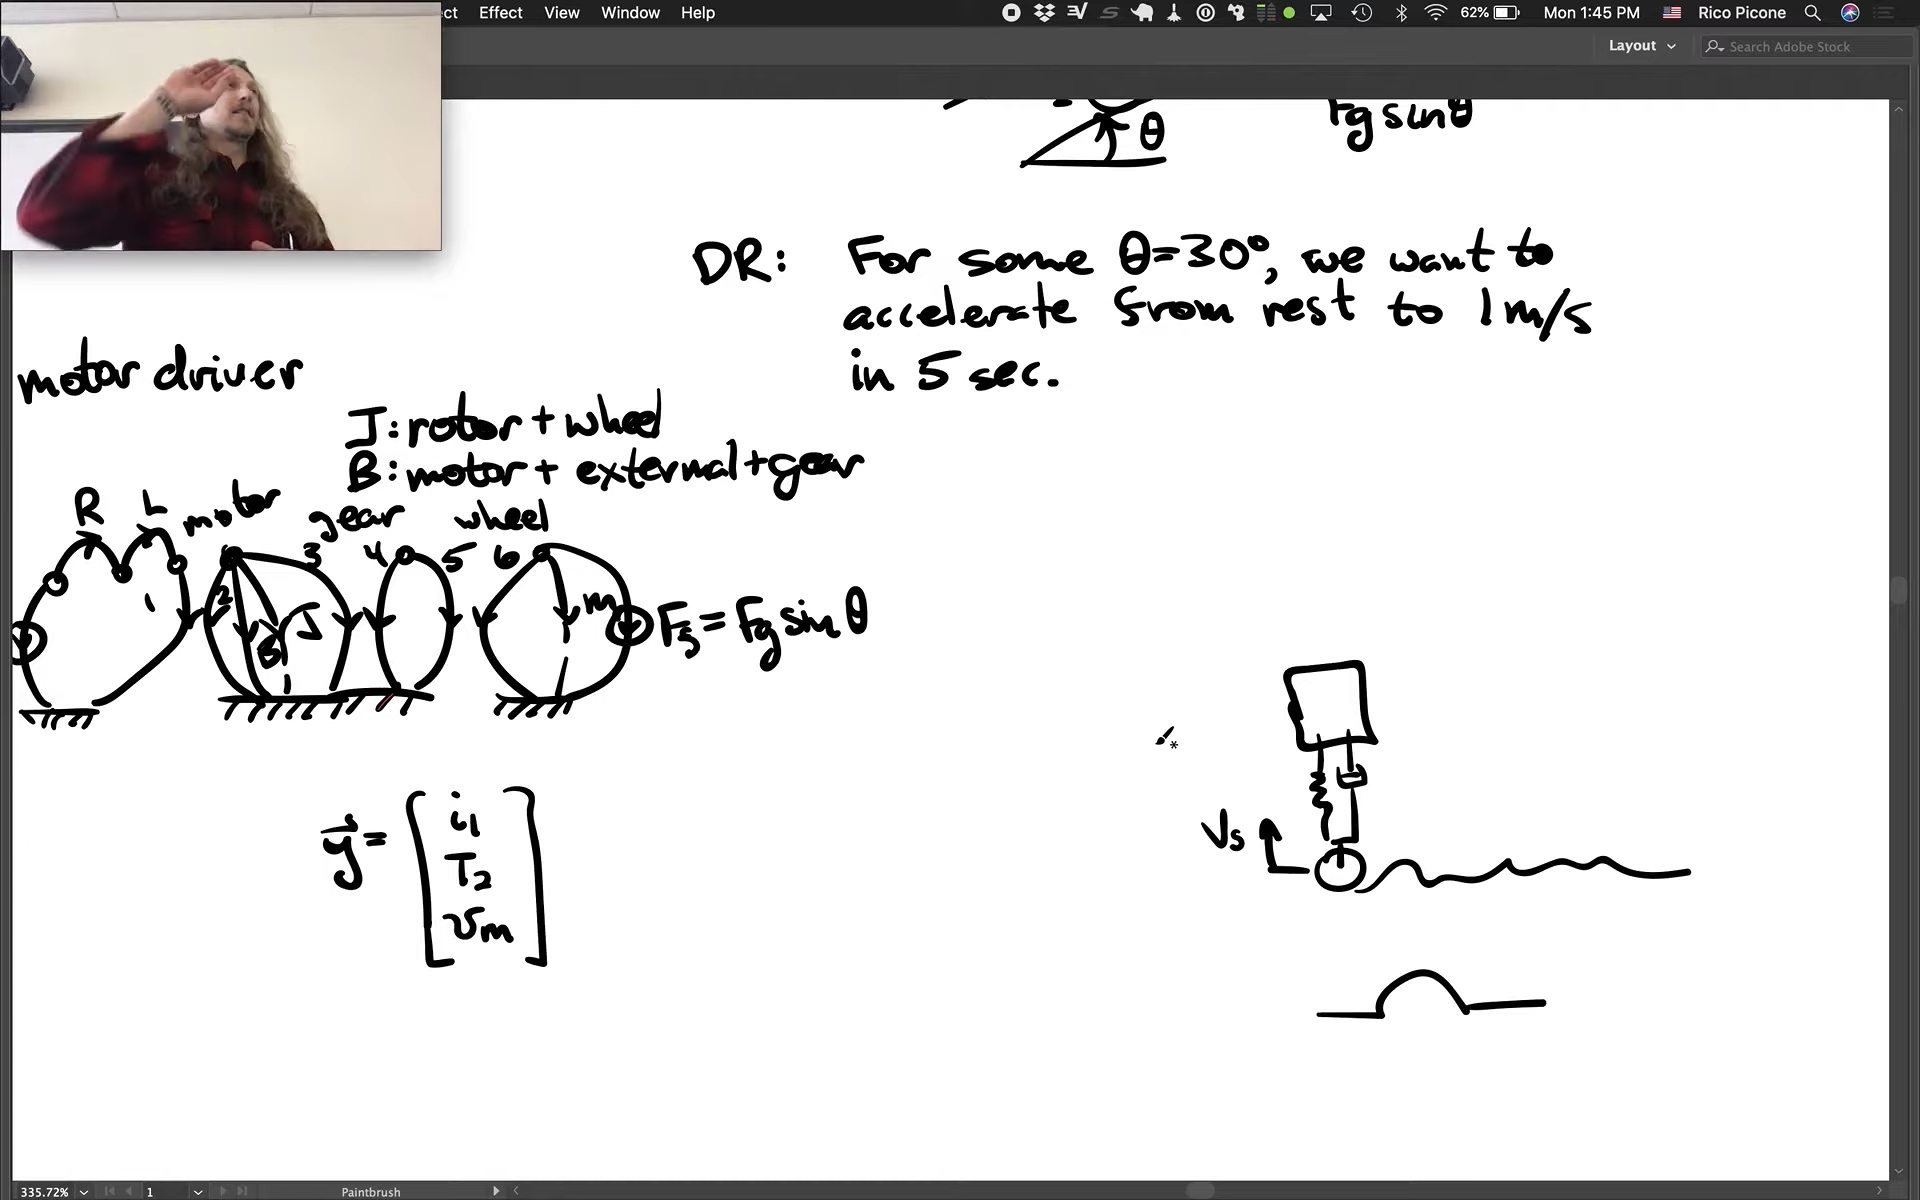 ct Effect View Window Help 62% Mon 1:45 PM Rico Picone
Layout Search Adobe Stock
θ Fg sinθ
DR: For some θ=30°, we want to
accelerate from rest to 1 m/s
in 5 sec.
motor driver
J: rotor + wheel
B: motor + external + gear
R L motor gear wheel
1 2 B J 3 4 5 6 m Fs = Fg sin θ
y = [ i1
T2
vm ]
Vs
335.72% 1 Paintbrush